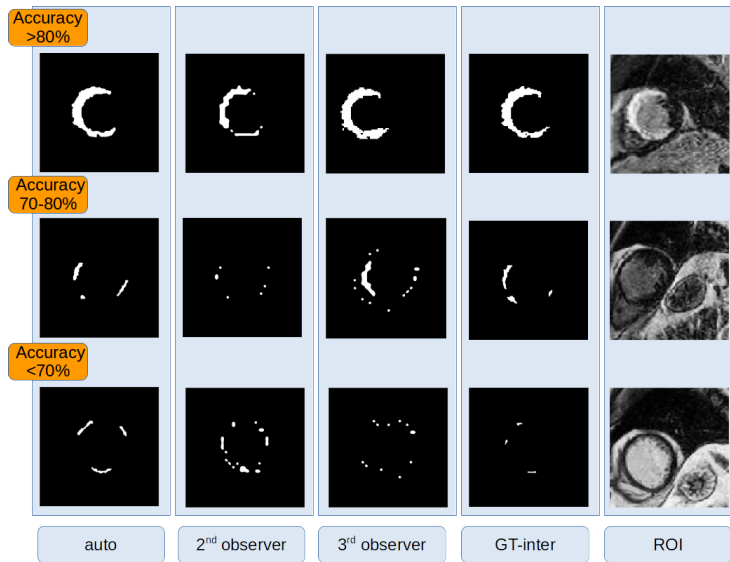 Accuracy
>80%
Accuracy
70-80%
Accuracy
<70%
auto
2nd observer
3rd observer
GT-inter
ROI